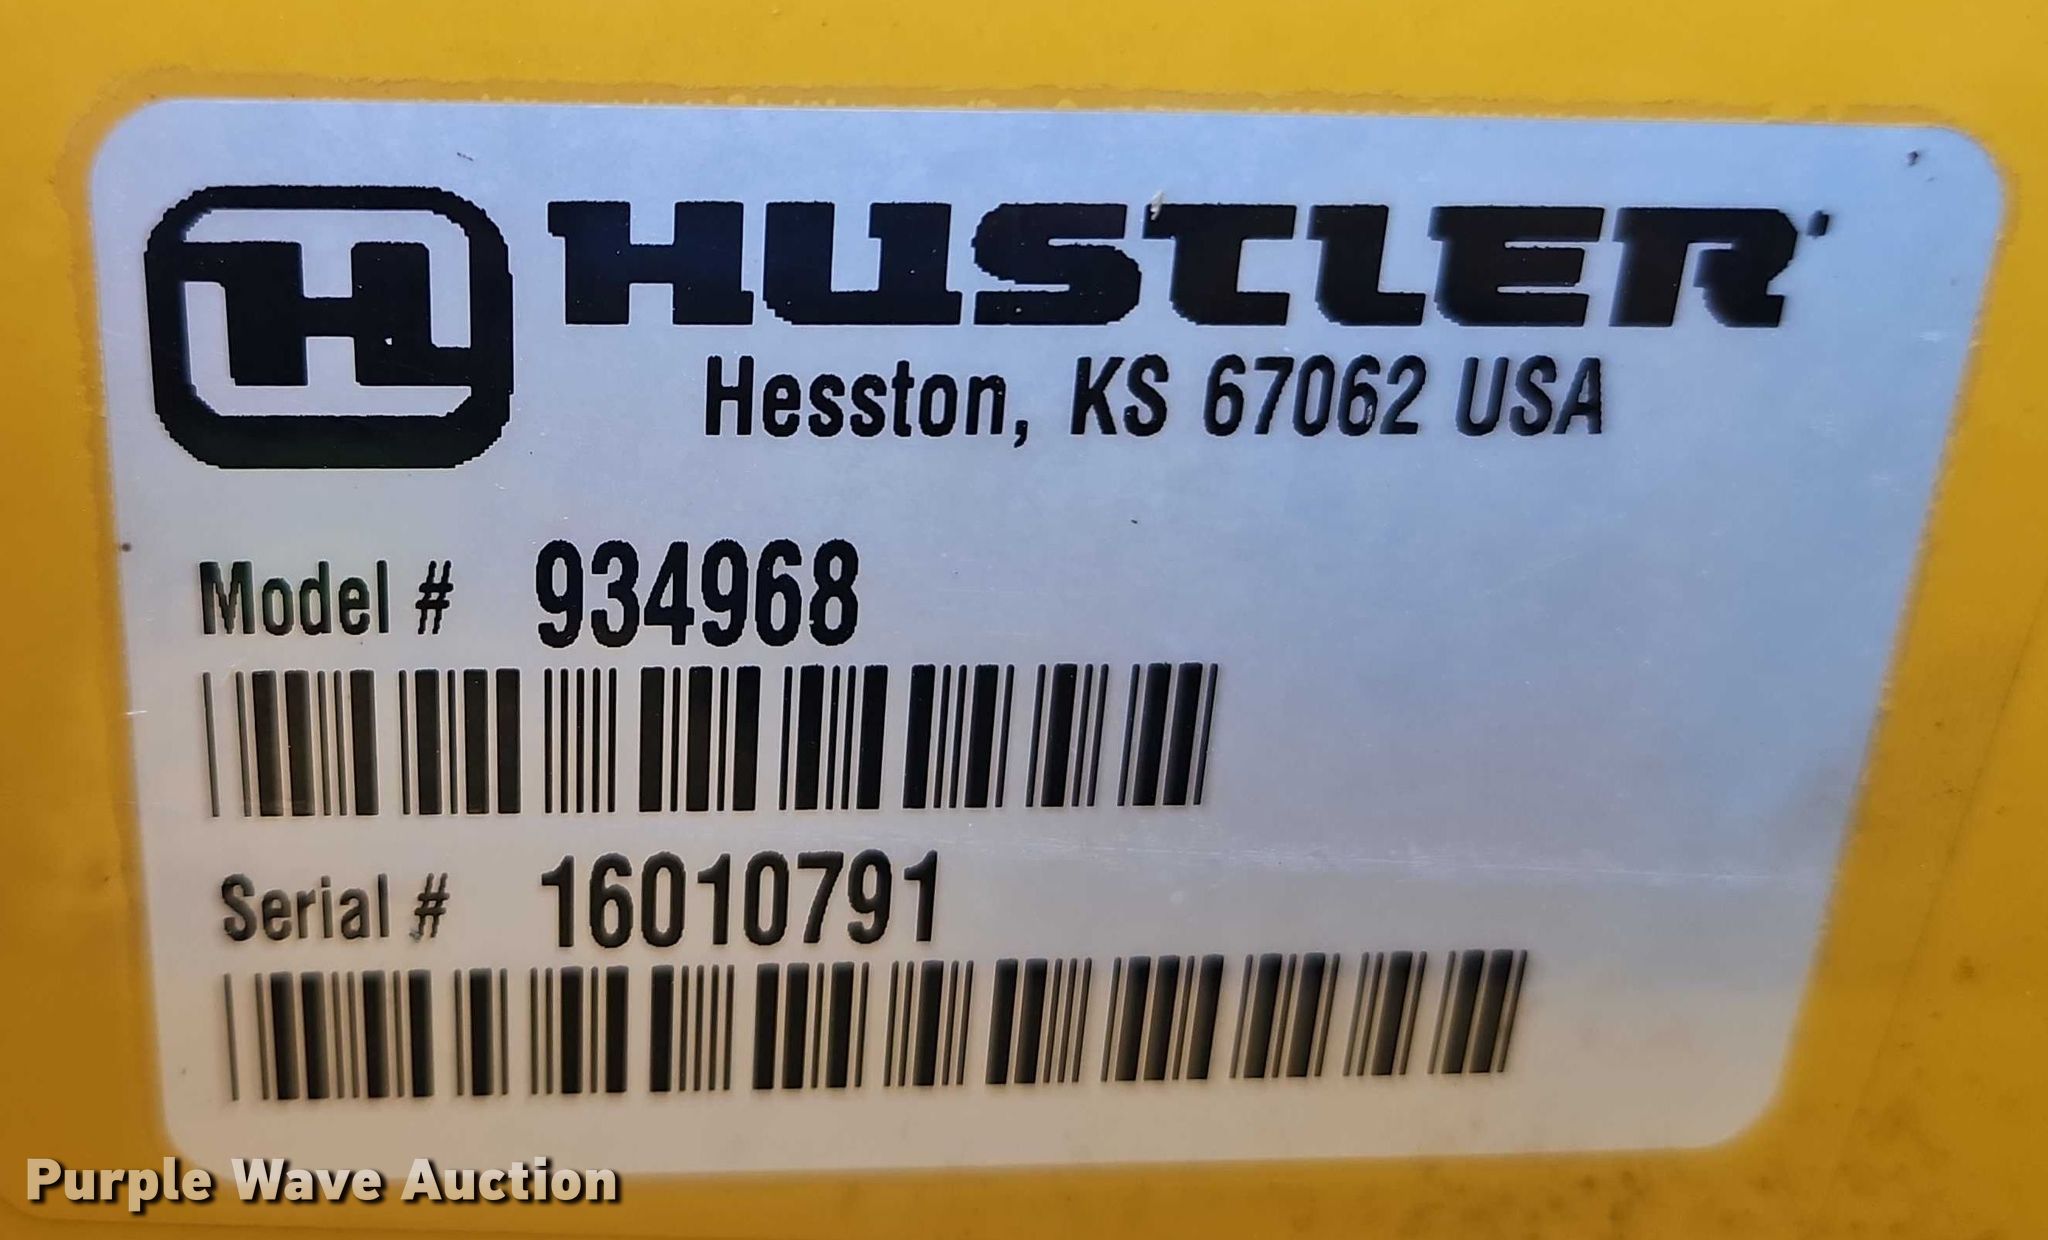 H HUSTLER
Hesston, KS 67062 USA
Model # 934968
Serial # 16010791
Purple Wave Auction